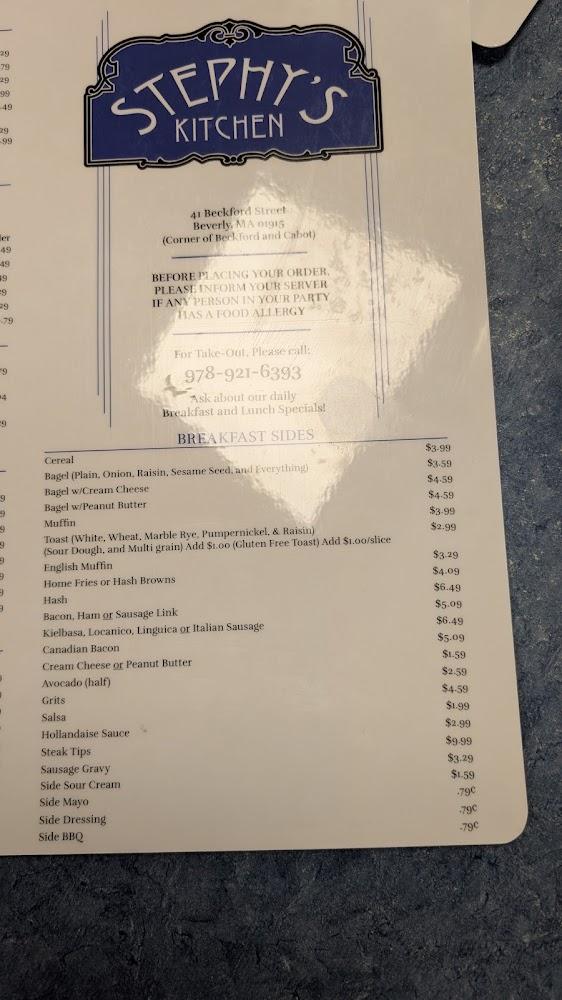 STEPHY'S
KITCHEN
41 Beckford Street
Beverly, MA 01915
(Corner of Beckford and Cabot)
BEFORE PLACING YOUR ORDER,
PLEASE INFORM YOUR SERVER
IF ANY PERSON IN YOUR PARTY
HAS A FOOD ALLERGY
For Take-Out, Please call:
978-921-6393
Ask about our daily
Breakfast and Lunch Specials!
BREAKFAST SIDES
Cereal $3.99
Bagel (Plain, Onion, Raisin, Sesame Seed, and Everything) $3.59
Bagel w/Cream Cheese $4.59
Bagel w/Peanut Butter $4.59
Muffin $3.99
Toast (White, Wheat, Marble Rye, Pumpernickel, & Raisin) $2.99
(Sour Dough, and Multi grain) Add $1.00 (Gluten Free Toast) Add $1.00/slice
English Muffin $3.29
Home Fries or Hash Browns $4.09
Hash $6.49
Bacon, Ham or Sausage Link $5.09
Kielbasa, Locanico, Linguica or Italian Sausage $6.49
Canadian Bacon $5.09
Cream Cheese or Peanut Butter $1.59
Avocado (half) $2.59
Grits $4.59
Salsa $1.99
Hollandaise Sauce $2.99
Steak Tips $9.99
Sausage Gravy $3.29
Side Sour Cream $1.59
Side Mayo .79¢
Side Dressing .79¢
Side BBQ .79¢